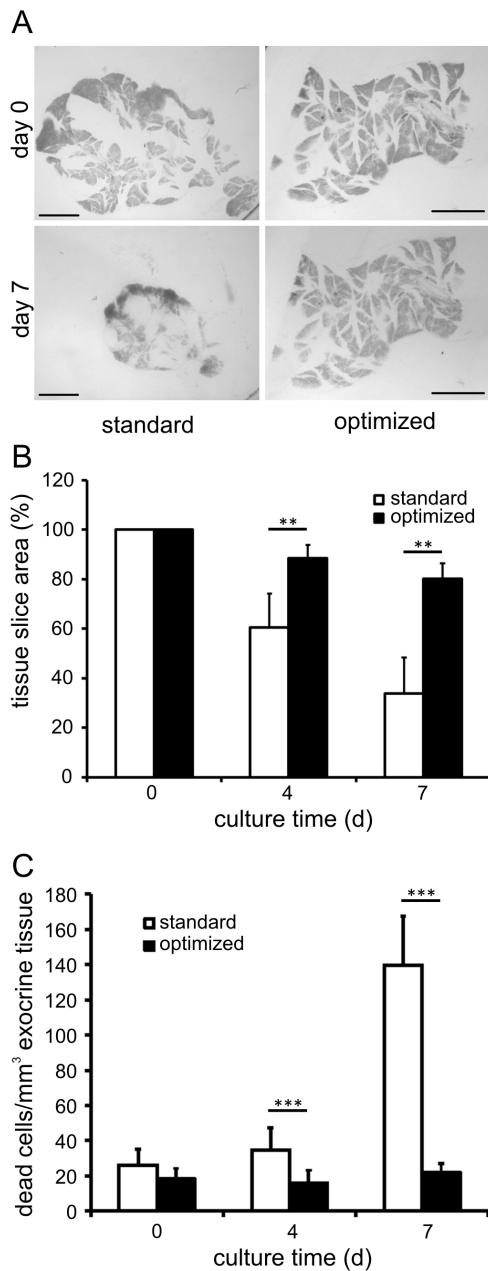 A
day 0
day 7
standard
optimized
B
tissue slice area (%)
120
100
80
60
40
20
0
**
**
standard
optimized
0
4
7
culture time (d)
C
dead cells/mm³ exocrine tissue
180
160
140
120
100
80
60
40
20
0
standard
optimized
***
***
0
4
7
culture time (d)